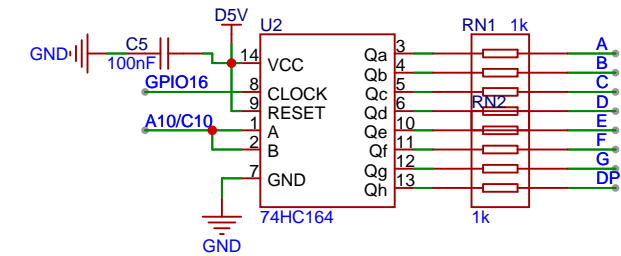 D5V
U2
RN1 1k
GND
C5
100nF
14 VCC
Qa 3
A
Qb 4
B
GPIO16
8 CLOCK
Qc 5
C
9 RESET
Qd 6
RN2
D
A10/C10
1 A
Qe 10
E
2 B
Qf 11
F
7 GND
Qg 12
G
Qh 13
DP
74HC164
1k
GND